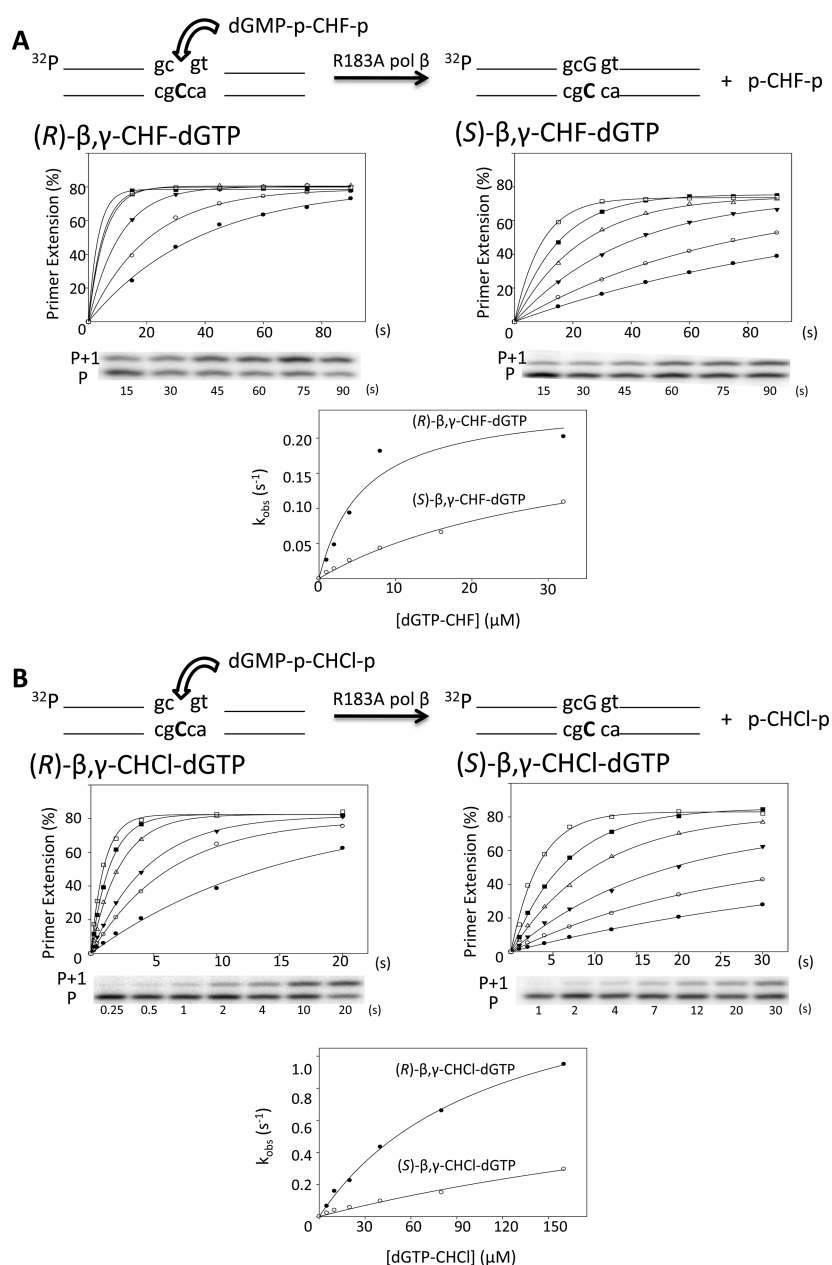 A
dGMP-p-CHF-p
32P gc gt R183A pol β 32P gcG gt
cgCca cgC ca + p-CHF-p
(R)-β,γ-CHF-dGTP (S)-β,γ-CHF-dGTP
Primer Extension (%)
80
60
40
20
0
20 40 60 80 (s)
Primer Extension (%)
80
60
40
20
0
20 40 60 80 (s)
P+1
P
15 30 45 60 75 90 (s)
P+1
P
15 30 45 60 75 90 (s)
kobs (s-1)
0.20
0.10
0.05
0
(R)-β,γ-CHF-dGTP
(S)-β,γ-CHF-dGTP
10 20 30
[dGTP-CHF] (μM)
B
dGMP-p-CHCl-p
32P gc gt R183A pol β 32P gcG gt
cgCca cgC ca + p-CHCl-p
(R)-β,γ-CHCl-dGTP (S)-β,γ-CHCl-dGTP
Primer Extension (%)
80
60
40
20
0
5 10 15 20 (s)
Primer Extension (%)
80
60
40
20
0
5 10 15 20 25 30 (s)
P+1
P
0.25 0.5 1 2 4 10 20 (s)
P+1
P
1 2 4 7 12 20 30 (s)
kobs (s-1)
1.0
0.8
0.6
0.4
0.2
0
(R)-β,γ-CHCl-dGTP
(S)-β,γ-CHCl-dGTP
30 60 90 120 150
[dGTP-CHCl] (μM)